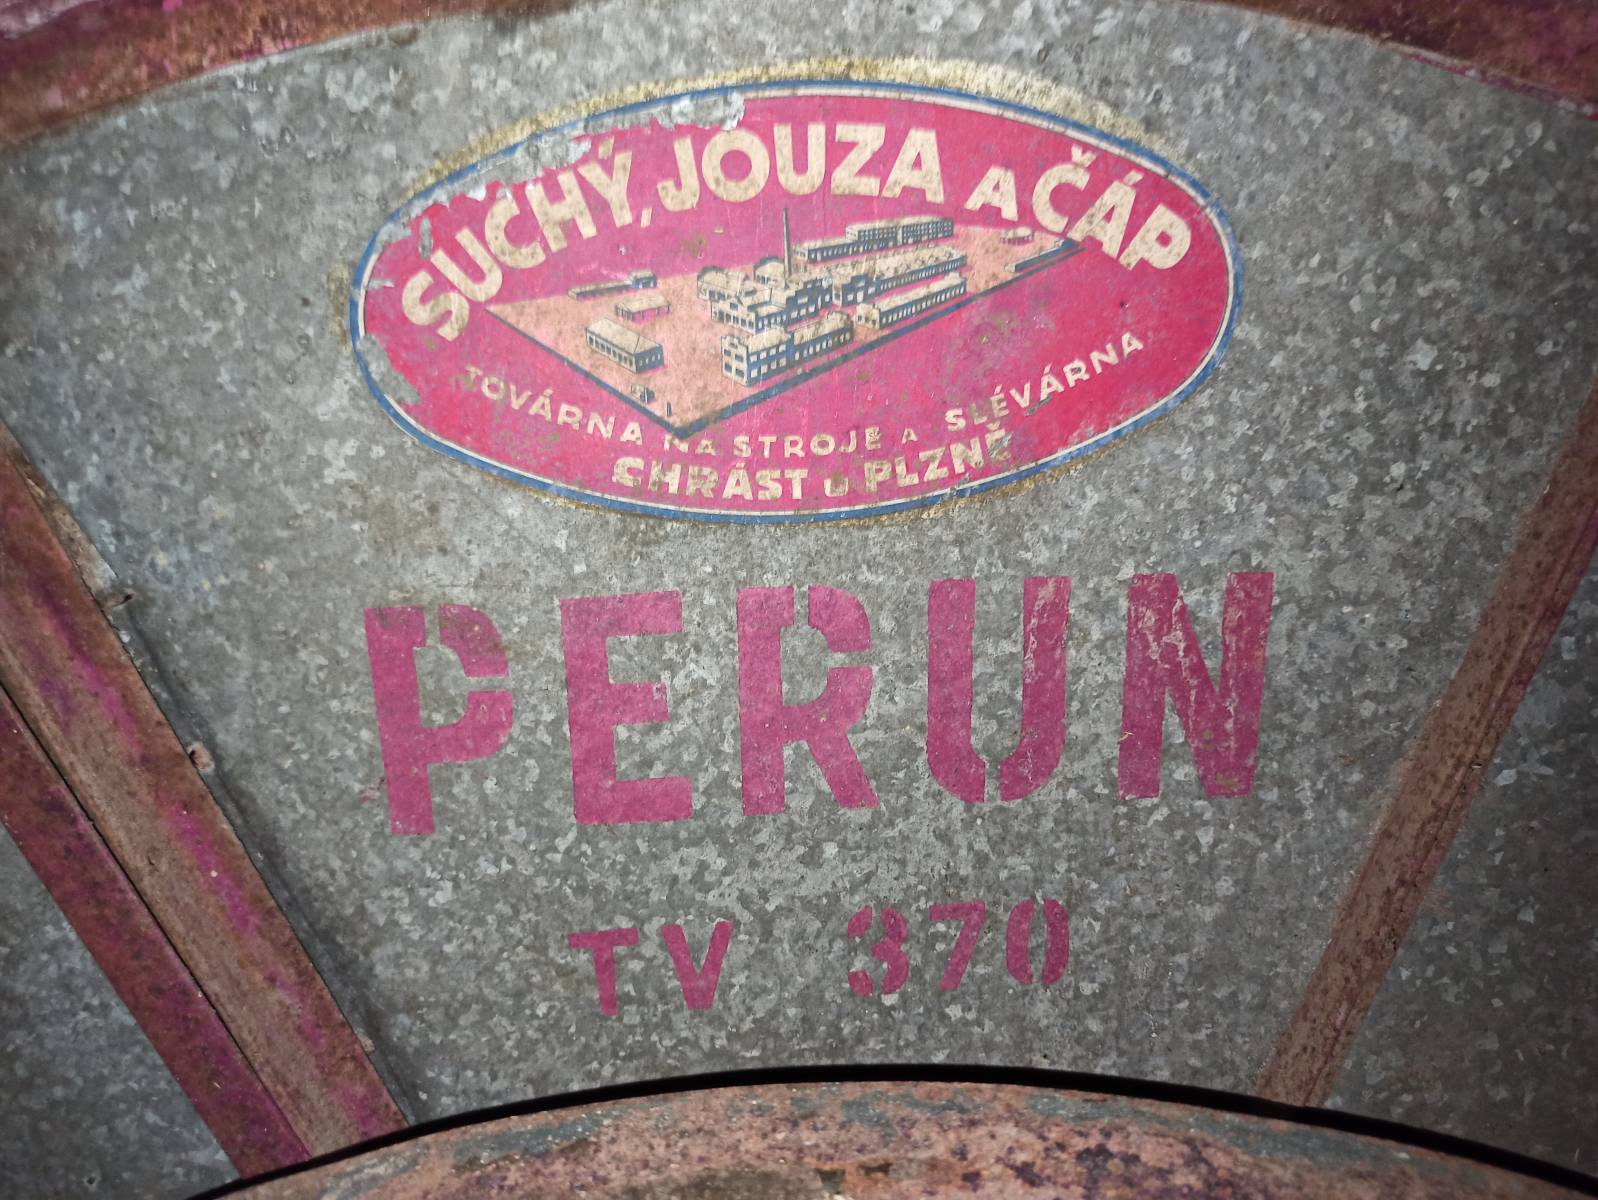 SUCHÝ, JOUZA A ČÁP
TOVÁRNA NA STROJE A SLÉVÁRNA
CHRÁST U PLZNĚ
PERUN
TV 370